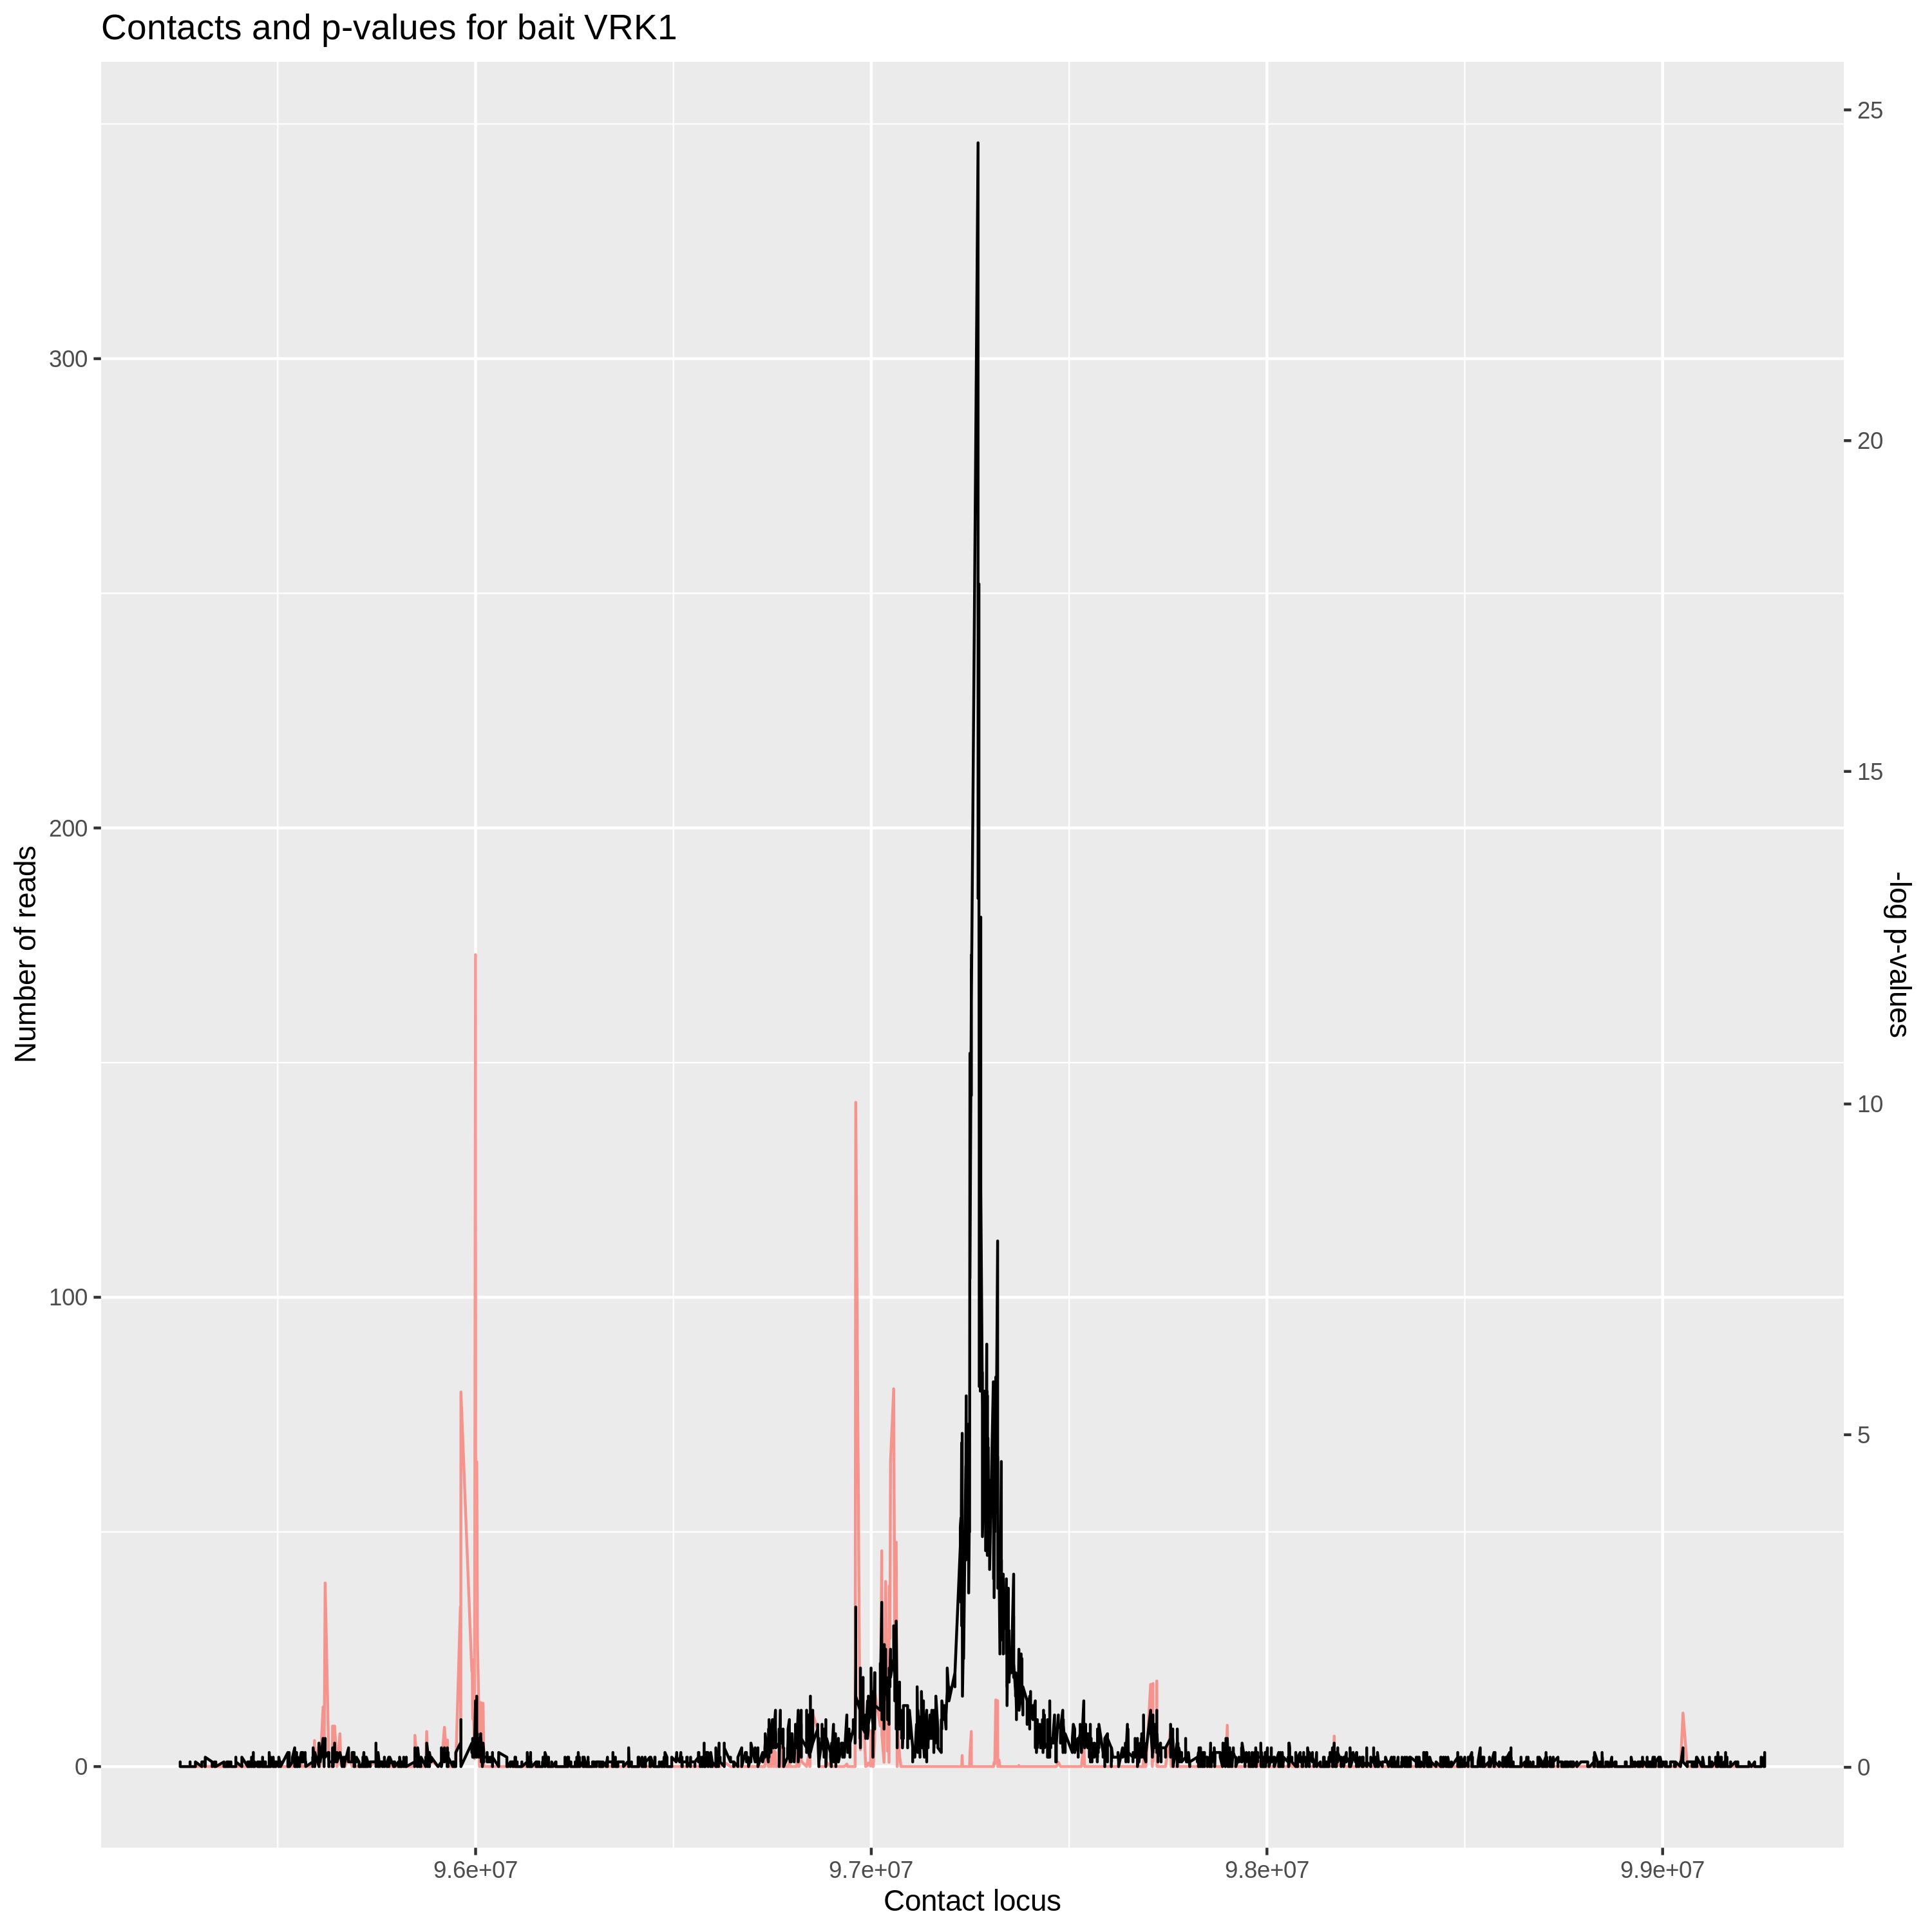 Contacts and p-values for bait VRK1
25
20
15
10
5
0
300
200
100
0
Number of reads
-log p-values
9.6e+07
9.7e+07
9.8e+07
9.9e+07
Contact locus